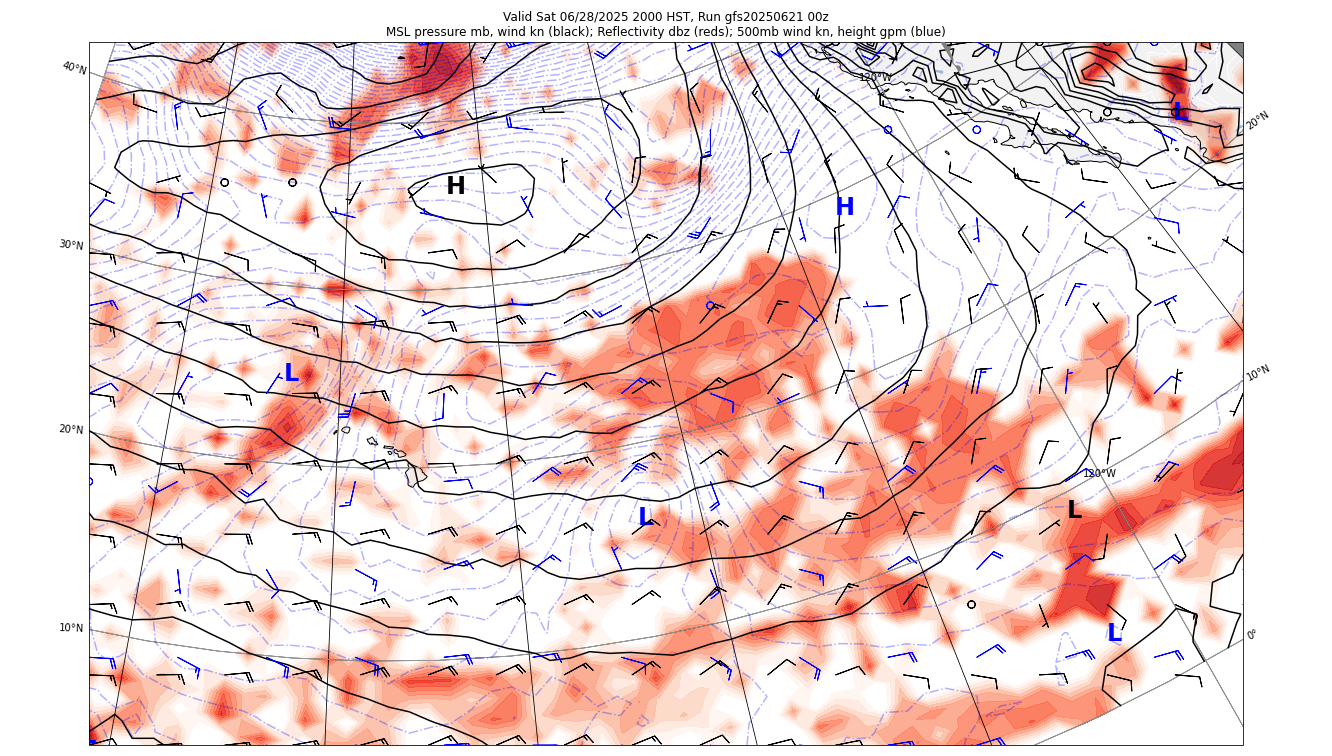 Valid Sat 06/28/2025 2000 HST, Run gfs20250621 00z
MSL pressure mb, wind kn (black); Reflectivity dbz (reds); 500mb wind kn, height gpm (blue)
40°N
120°W
L
20°N
H
H
30°N
L
10°N
20°N
120°W
L
L
10°N
L
0°